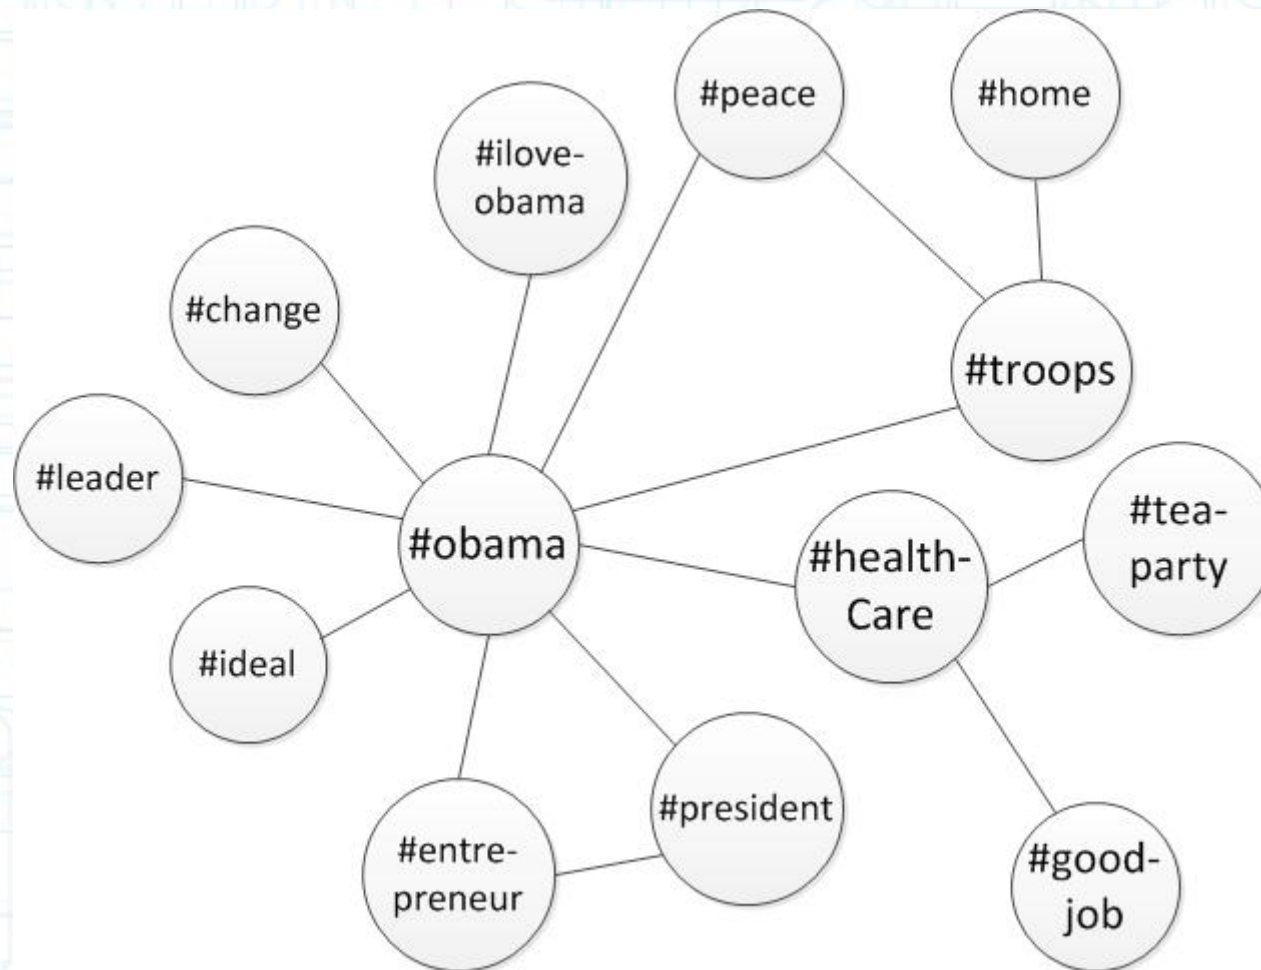 #peace
#home
#ilove-
obama
#change
#troops
#leader
#obama
#health-
Care
#tea-
party
#ideal
#president
#entre-
preneur
#good-
job